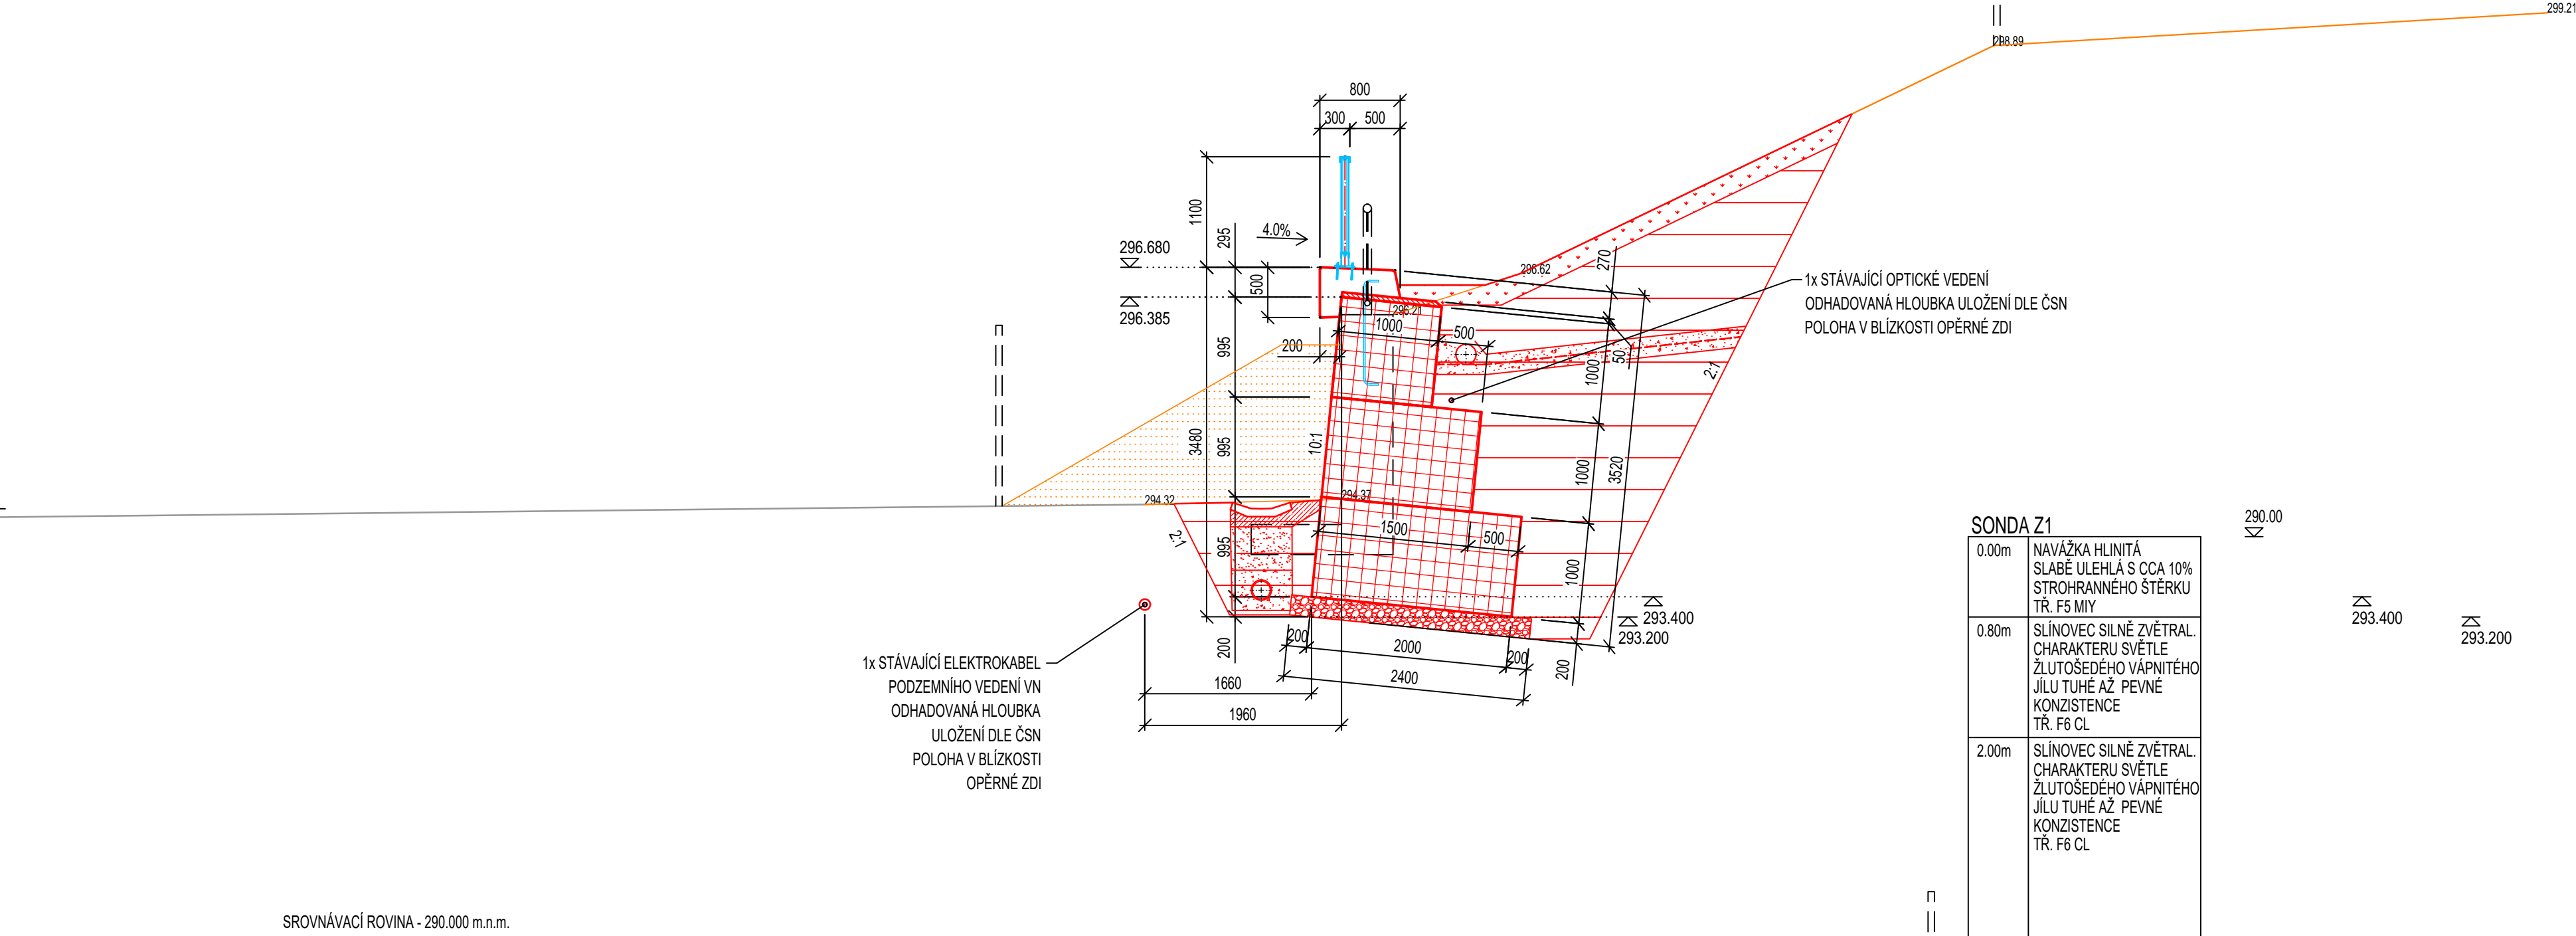 299.21
298.89
800
300
500
1100
295
4.0%
296.680
500
296.385
296.62
270
1x STÁVAJÍCÍ OPTICKÉ VEDENÍ
ODHADOVANÁ HLOUBKA ULOŽENÍ DLE ČSN
POLOHA V BLÍZKOSTI OPĚRNÉ ZDI
296.21
1000
500
200
995
50
1000
2:1
3480
995
10:1
1000
3520
294.32
294.37
1500
500
2:1
995
1000
293.400
293.200
200
200
2000
200
200
2400
1660
1960
1x STÁVAJÍCÍ ELEKTROKABEL
PODZEMNÍHO VEDENÍ VN
ODHADOVANÁ HLOUBKA
ULOŽENÍ DLE ČSN
POLOHA V BLÍZKOSTI
OPĚRNÉ ZDI
SONDA Z1
290.00
0.00m NAVÁŽKA HLINITÁ
SLABĚ ULEHLÁ S CCA 10%
STROHRANNÉHO ŠTĚRKU
TŘ. F5 MIY
0.80m SLÍNOVEC SILNĚ ZVĚTRAL.
CHARAKTERU SVĚTLE
ŽLUTOŠEDÉHO VÁPNITÉHO
JÍLU TUHÉ AŽ PEVNÉ
KONZISTENCE
TŘ. F6 CL
2.00m SLÍNOVEC SILNĚ ZVĚTRAL.
CHARAKTERU SVĚTLE
ŽLUTOŠEDÉHO VÁPNITÉHO
JÍLU TUHÉ AŽ PEVNÉ
KONZISTENCE
TŘ. F6 CL
293.400
293.200
SROVNÁVACÍ ROVINA - 290.000 m.n.m.